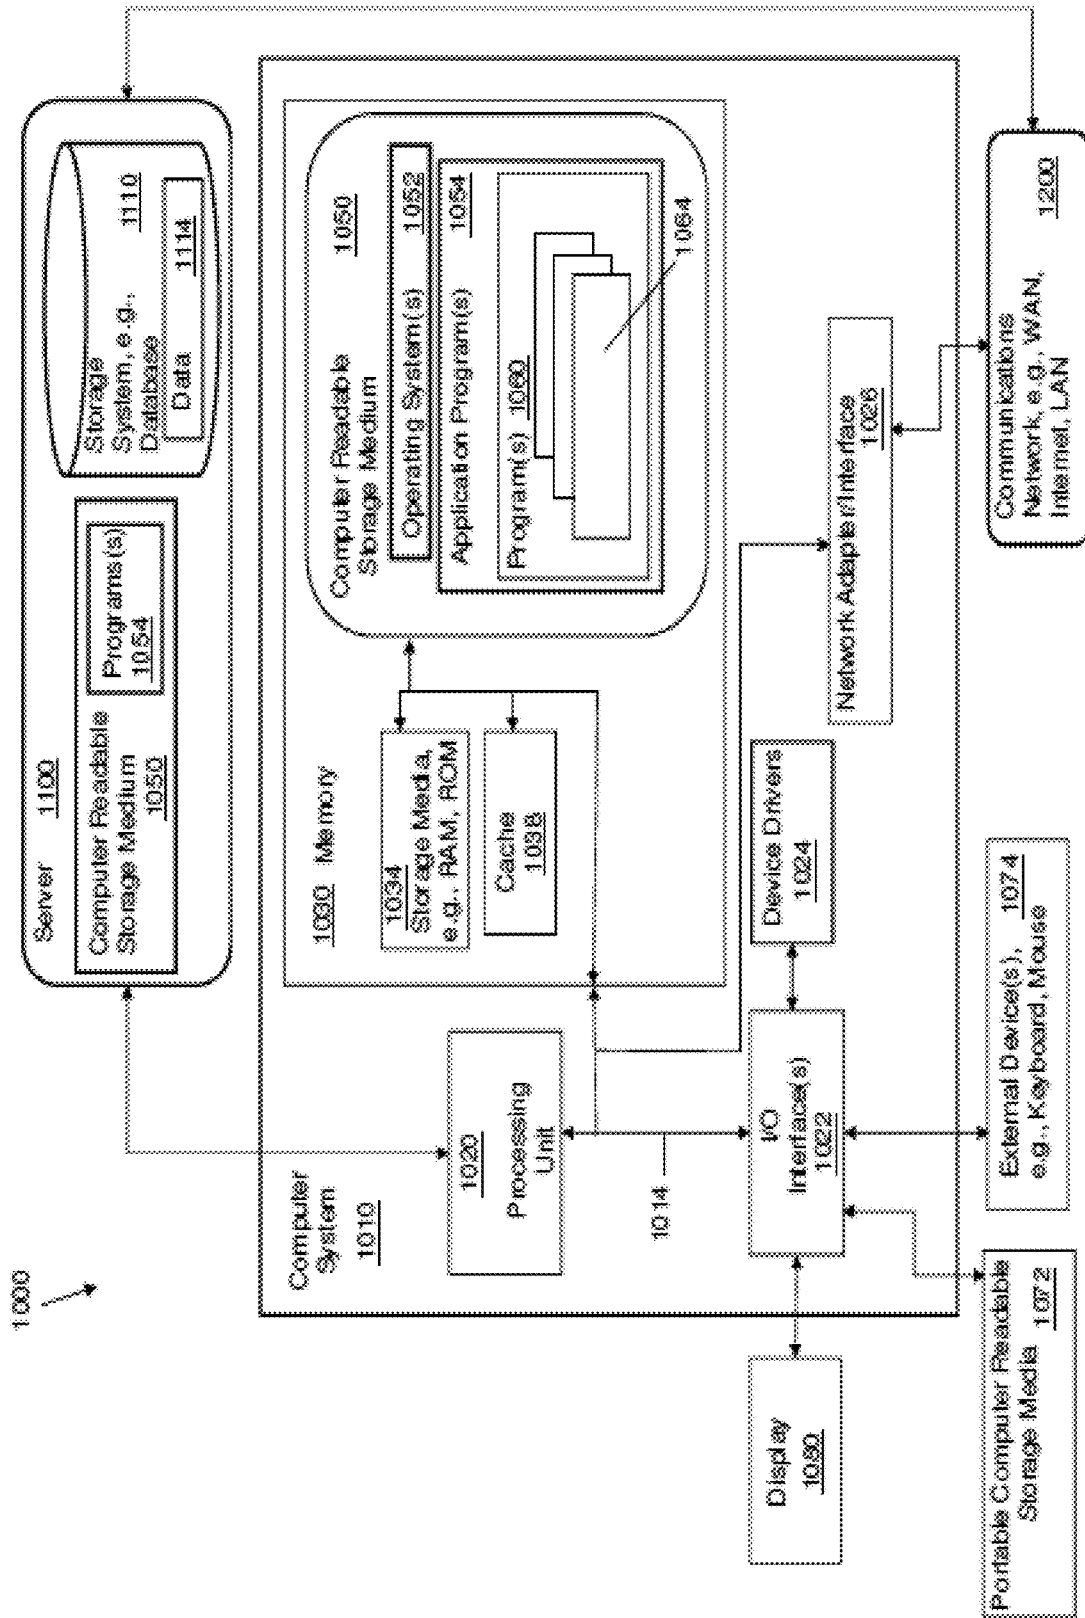 1000
Server
1100
Computer Readable
Storage Medium
1050
Programs(s)
1054
Storage
System, e.g.,
Database
1110
Data
1114
Computer
System
1010
1020
Processing
Unit
1014
I/O
Interface(s)
1022
1030 Memory
1034
Storage Media,
e.g., RAM, ROM
Cache
1038
Computer Readable
Storage Medium
1050
Operating System(s) 1052
Application Program(s) 1054
Program(s) 1060
1064
Device Drivers
1024
Network Adapter/Interface
1026
Display
1080
Portable Computer Readable
Storage Media 1072
External Device(s), 1074
e.g., Keyboard, Mouse
Communications
Network, e.g., WAN,
Internet, LAN
1200